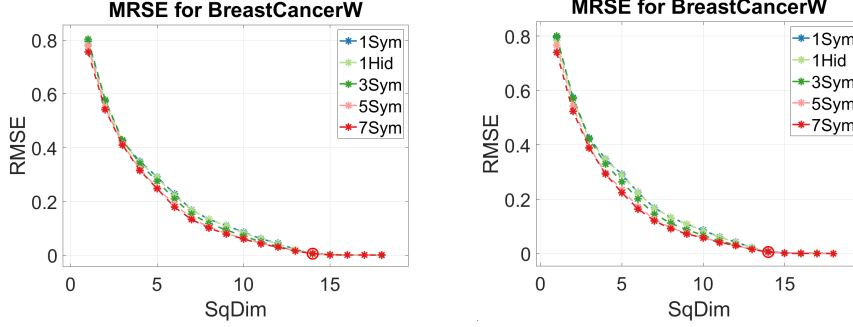 MRSE for BreastCancerW
0.8
0.6
0.4
0.2
0
RMSE
0
5
10
15
SqDim
1Sym
1Hid
3Sym
5Sym
7Sym
MRSE for BreastCancerW
0.8
0.6
0.4
0.2
0
RMSE
0
5
10
15
SqDim
1Sym
1Hid
3Sym
5Sym
7Sym